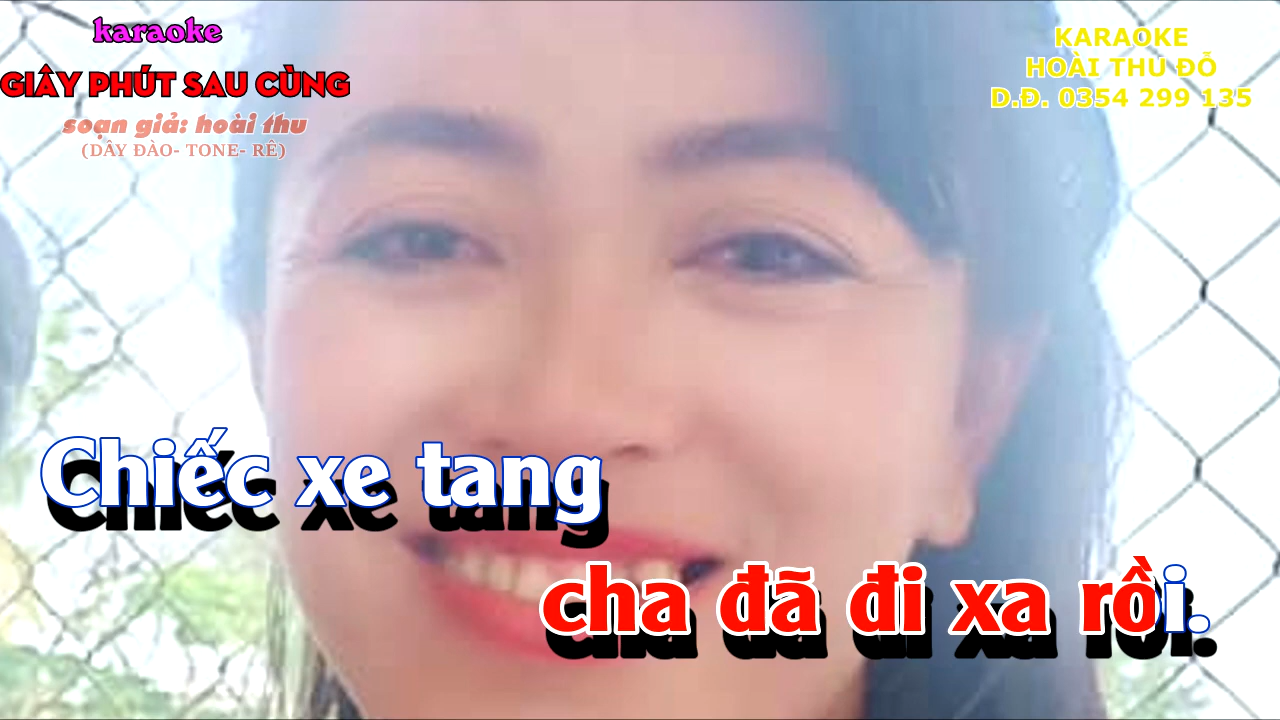 karaoke
GIÂY PHÚT SAU CÙNG
soạn giả: hoài thu
(DÂY ĐÀO- TONE- RÊ)
KARAOKE
HOÀI THU ĐỖ
D.Đ. 0354 299 135
Chiếc xe tang
cha đã đi xa rồi.